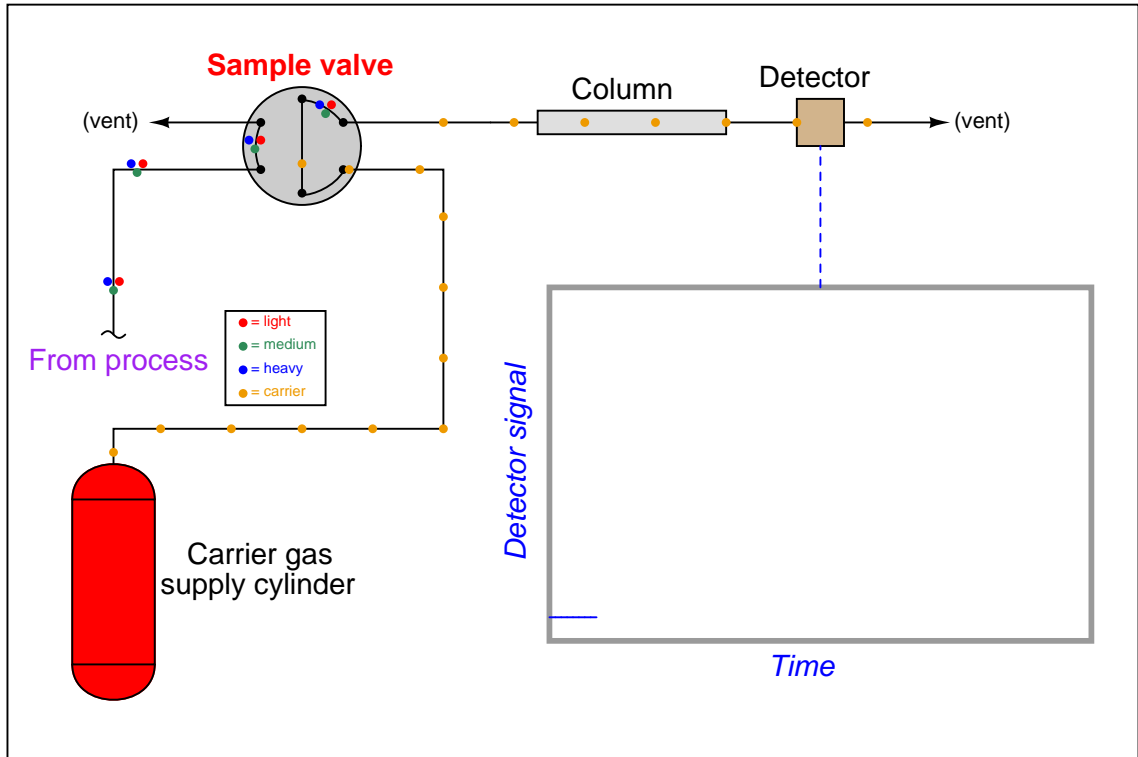 Sample valve
Column
Detector
(vent)
(vent)
= light
= medium
= heavy
= carrier
From process
Carrier gas
supply cylinder
Detector signal
Time